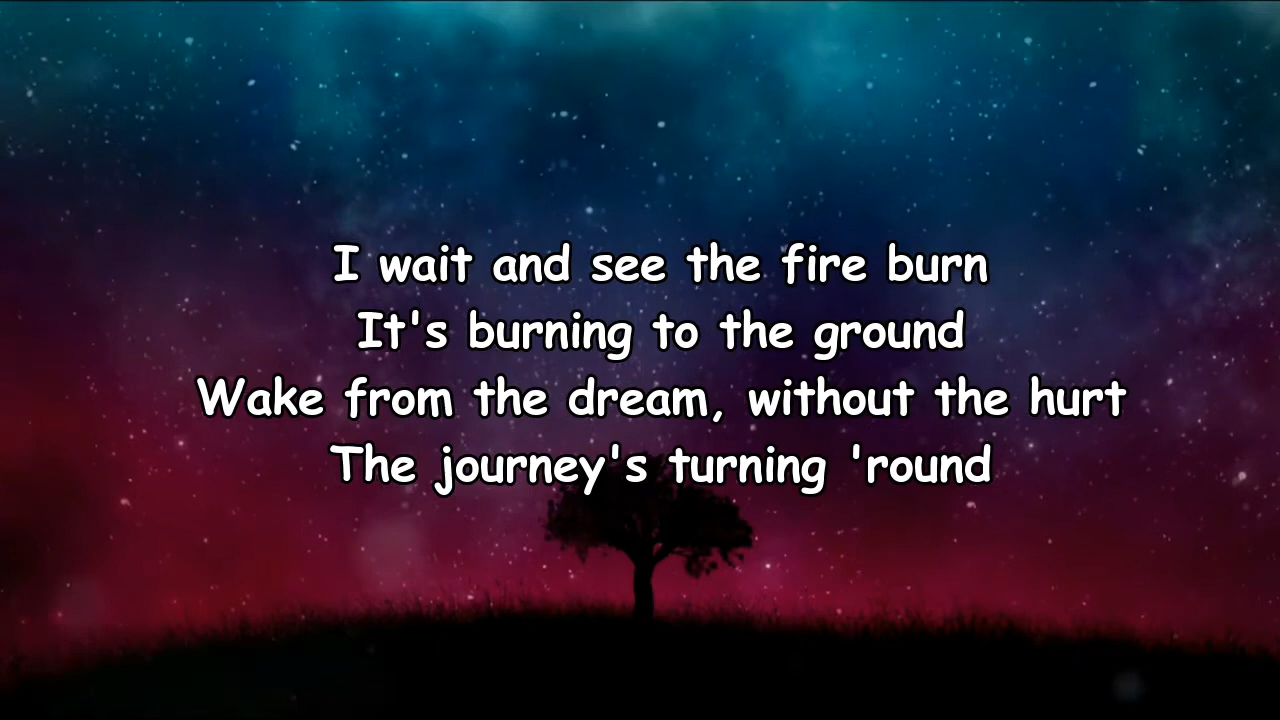 I wait and see the fire burn
It's burning to the ground
Wake from the dream, without the hurt
The journey's turning 'round